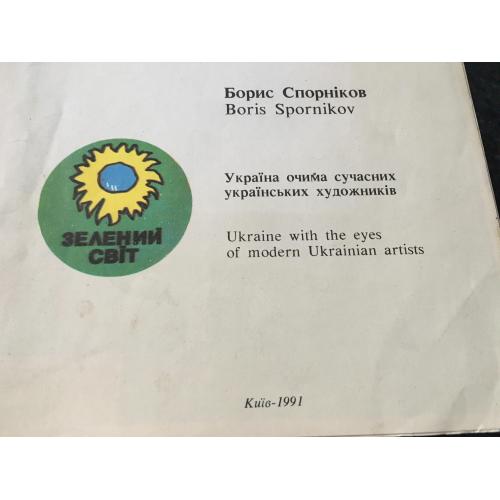 Борис Спорніков
Boris Spornikov
ЗЕЛЕНИЙ
СВІТ
Україна очима сучасних
українських художників
Ukraine with the eyes
of modern Ukrainian artists
Київ-1991